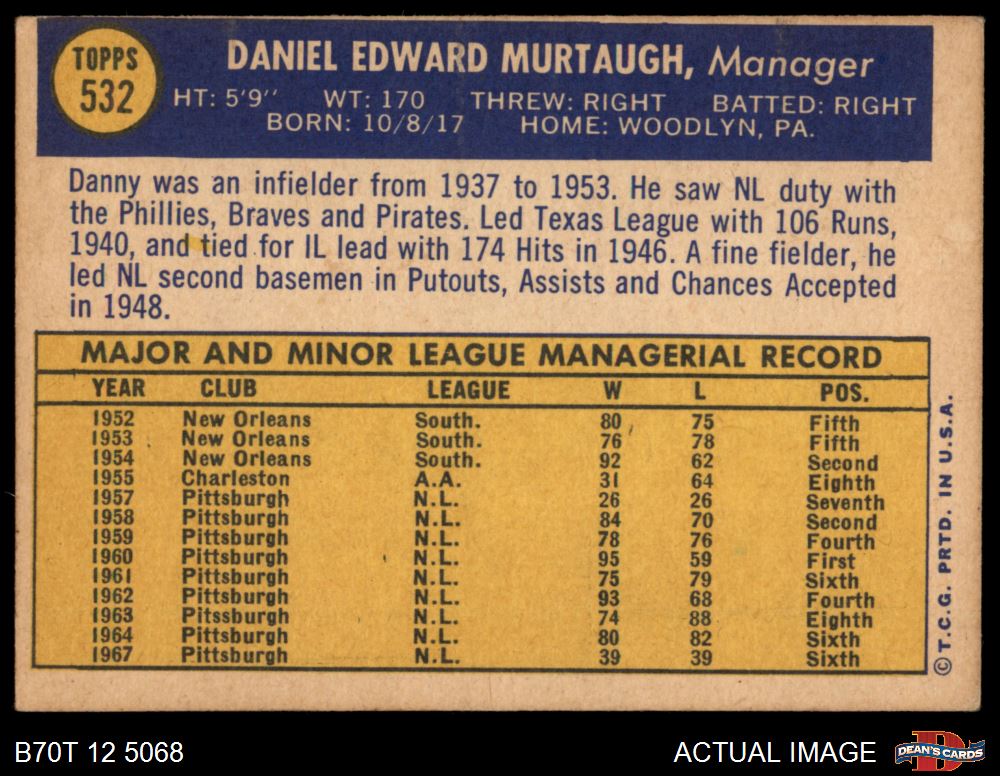 TOPPS
532
DANIEL EDWARD MURTAUGH, Manager
HT: 5'9'' WT: 170 THREW: RIGHT BATTED: RIGHT
BORN: 10/8/17 HOME: WOODLYN, PA.
Danny was an infielder from 1937 to 1953. He saw NL duty with
the Phillies, Braves and Pirates. Led Texas League with 106 Runs,
1940, and tied for IL lead with 174 Hits in 1946. A fine fielder, he
led NL second basemen in Putouts, Assists and Chances Accepted
in 1948.
MAJOR AND MINOR LEAGUE MANAGERIAL RECORD
YEAR CLUB LEAGUE W L POS.
1952 New Orleans South. 80 75 Fifth
1953 New Orleans South. 76 78 Fifth
1954 New Orleans South. 92 62 Second
1955 Charleston A.A. 31 64 Eighth
1957 Pittsburgh N.L. 26 26 Seventh
1958 Pittsburgh N.L. 84 70 Second
1959 Pittsburgh N.L. 78 76 Fourth
1960 Pittsburgh N.L. 95 59 First
1961 Pittsburgh N.L. 75 79 Sixth
1962 Pittsburgh N.L. 93 68 Fourth
1963 Pitssburgh N.L. 74 88 Eighth
1964 Pittsburgh N.L. 80 82 Sixth
1967 Pittsburgh N.L. 39 39 Sixth
© T.C.G. PRTD. IN U.S.A.
B70T 12 5068
ACTUAL IMAGE
D
DEAN'S CARDS